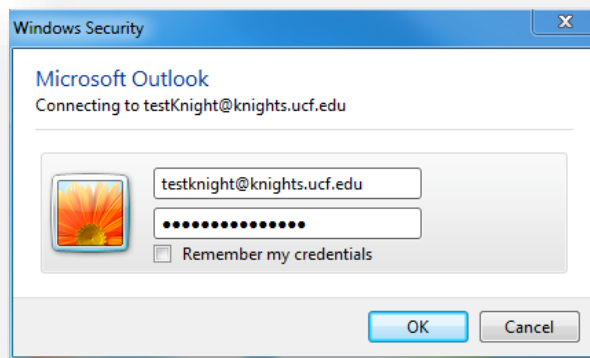 Windows Security
Microsoft Outlook
Connecting to testKnight@knights.ucf.edu
testknight@knights.ucf.edu
●●●●●●●●●●●●●●●
Remember my credentials
OK Cancel